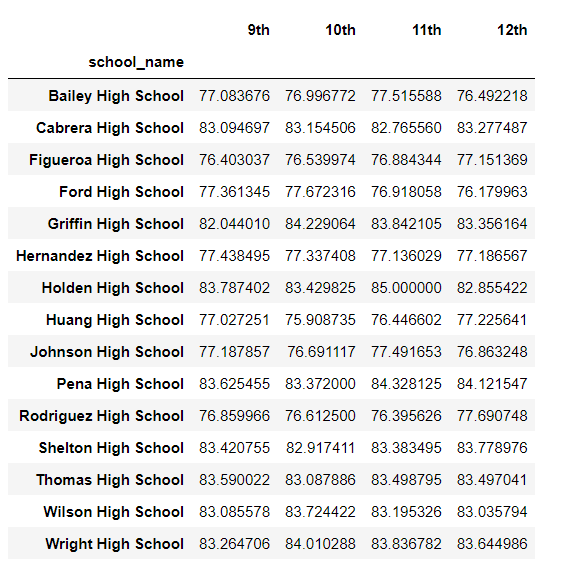 9th 10th 11th 12th
school_name
Bailey High School 77.083676 76.996772 77.515588 76.492218
Cabrera High School 83.094697 83.154506 82.765560 83.277487
Figueroa High School 76.403037 76.539974 76.884344 77.151369
Ford High School 77.361345 77.672316 76.918058 76.179963
Griffin High School 82.044010 84.229064 83.842105 83.356164
Hernandez High School 77.438495 77.337408 77.136029 77.186567
Holden High School 83.787402 83.429825 85.000000 82.855422
Huang High School 77.027251 75.908735 76.446602 77.225641
Johnson High School 77.187857 76.691117 77.491653 76.863248
Pena High School 83.625455 83.372000 84.328125 84.121547
Rodriguez High School 76.859966 76.612500 76.395626 77.690748
Shelton High School 83.420755 82.917411 83.383495 83.778976
Thomas High School 83.590022 83.087886 83.498795 83.497041
Wilson High School 83.085578 83.724422 83.195326 83.035794
Wright High School 83.264706 84.010288 83.836782 83.644986